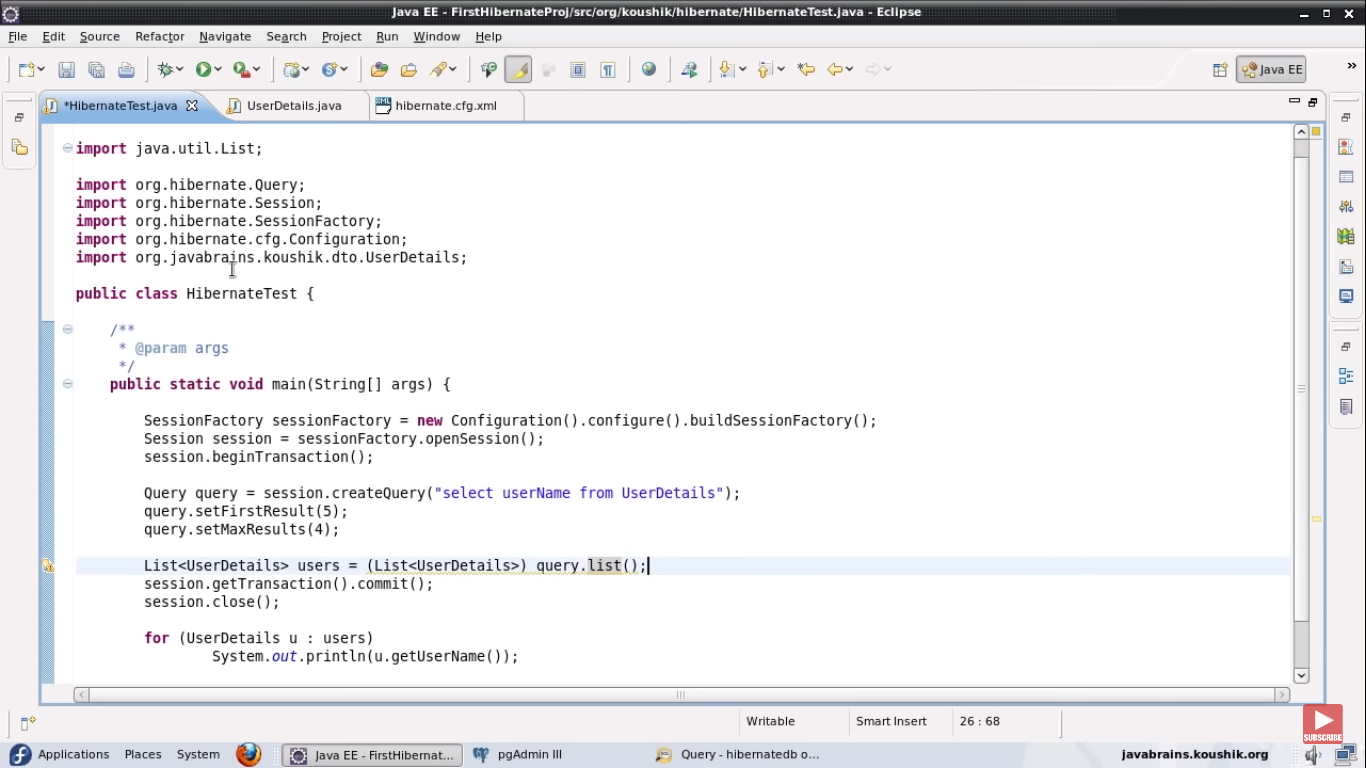 Java EE - FirstHibernateProj/src/org/koushik/hibernate/HibernateTest.java - Eclipse
File Edit Source Refactor Navigate Search Project Run Window Help
Java EE
*HibernateTest.java UserDetails.java hibernate.cfg.xml
import java.util.List;
import org.hibernate.Query;
import org.hibernate.Session;
import org.hibernate.SessionFactory;
import org.hibernate.cfg.Configuration;
import org.javabrains.koushik.dto.UserDetails;
public class HibernateTest {
/**
* @param args
*/
public static void main(String[] args) {
SessionFactory sessionFactory = new Configuration().configure().buildSessionFactory();
Session session = sessionFactory.openSession();
session.beginTransaction();
Query query = session.createQuery("select userName from UserDetails");
query.setFirstResult(5);
query.setMaxResults(4);
List<UserDetails> users = (List<UserDetails>) query.list();
session.getTransaction().commit();
session.close();
for (UserDetails u : users)
System.out.println(u.getUserName());
Writable Smart Insert 26 : 68
SUBSCRIBE
Applications Places System Java EE - FirstHibernat... pgAdmin III Query - hibernatedb o... javabrains.koushik.org